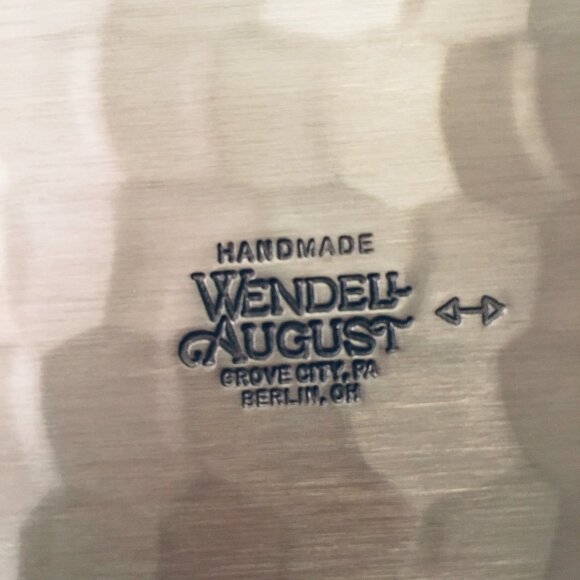 HANDMADE
WENDELL
AUGUST
GROVE CITY, PA
BERLIN, OH